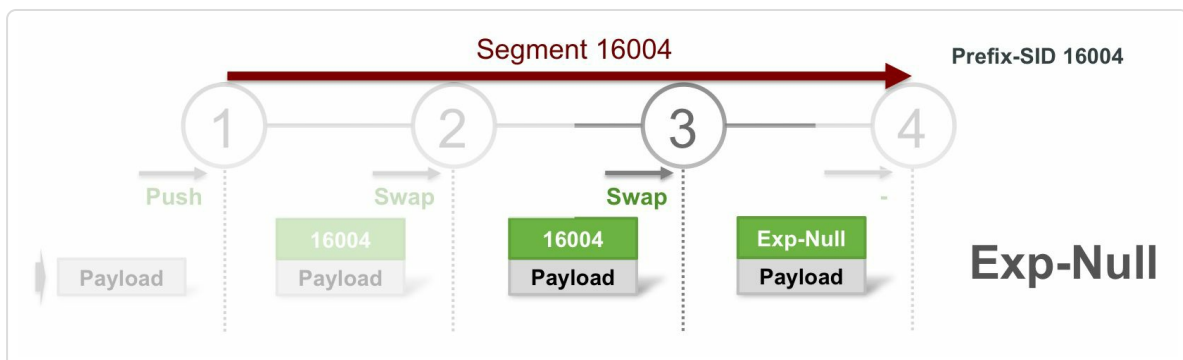 Segment 16004
Prefix-SID 16004
1
2
3
4
Push
Swap
Swap
-
16004
16004
Exp-Null
Payload
Payload
Payload
Payload
Exp-Null